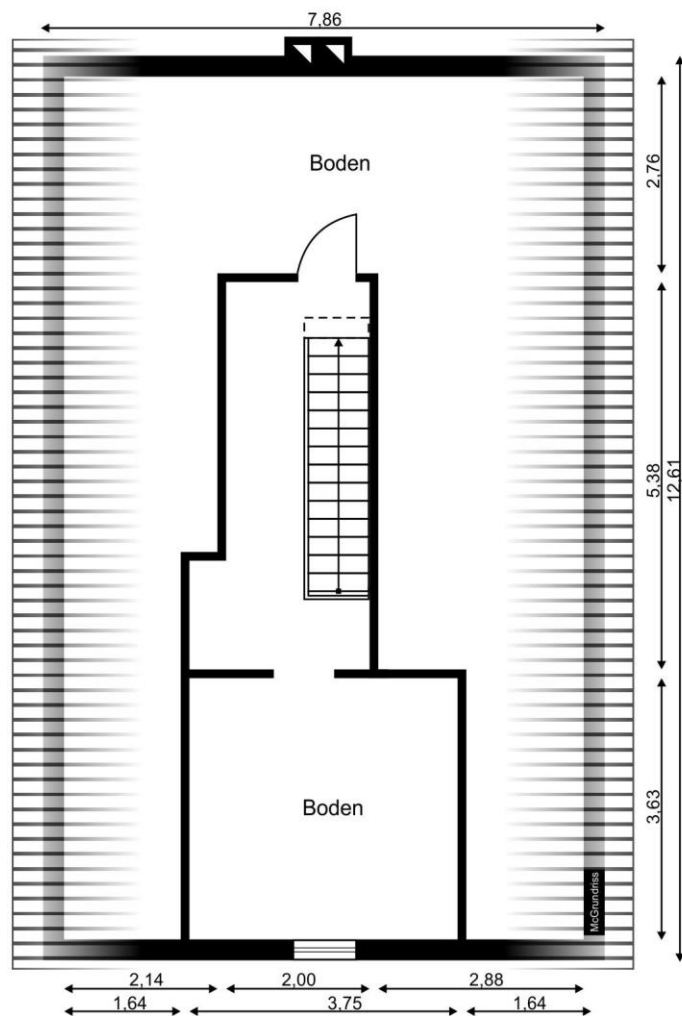 7,86
Boden
2,76
5,38
12,61
Boden
3,63
McGrundriss
2,14 2,00 2,88
1,64 3,75 1,64